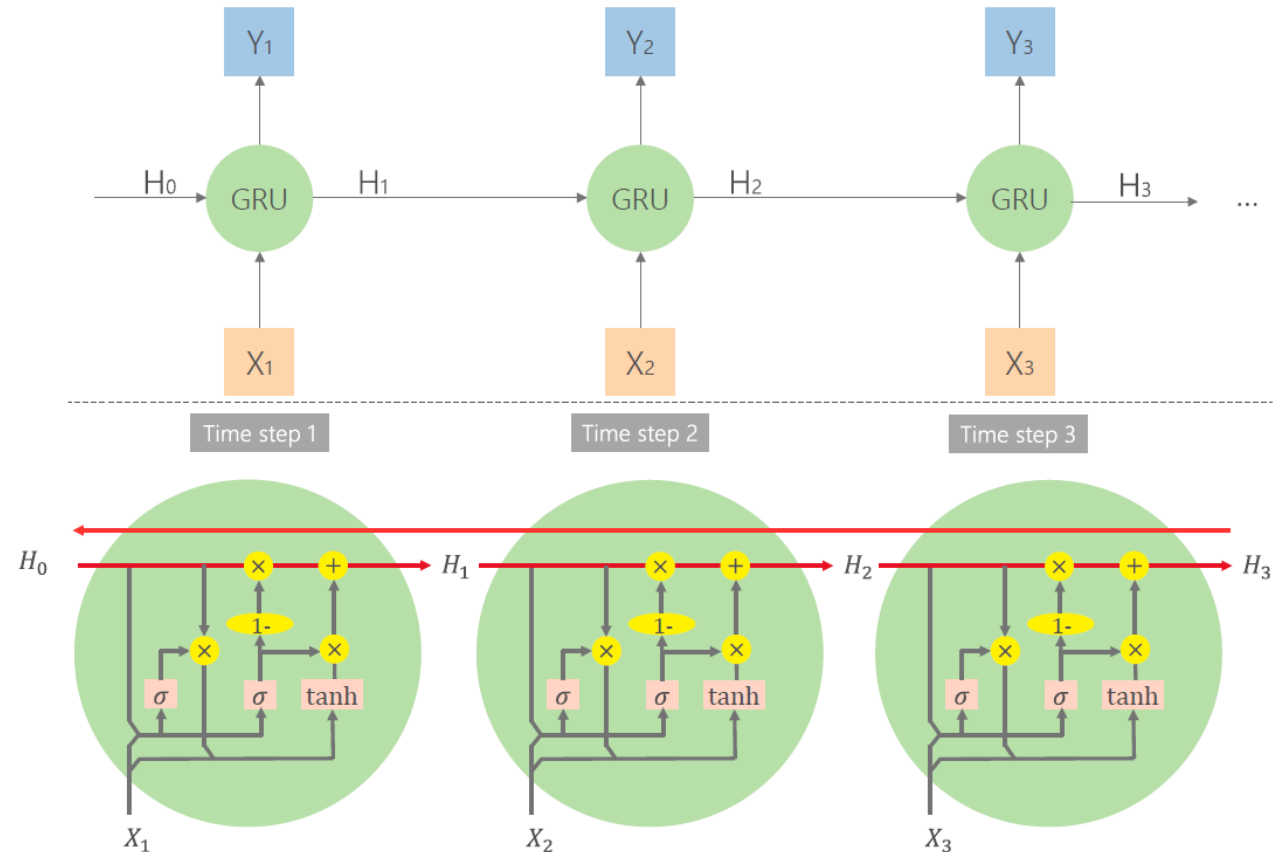 Y₁ Y₂ Y₃
H₀ GRU H₁ GRU H₂ GRU H₃ ...
X₁ X₂ X₃
Time step 1 Time step 2 Time step 3
H₀ × + H₁ × + H₂ × + H₃
1- 1- 1-
× × × × × ×
σ σ tanh σ σ tanh σ σ tanh
X₁ X₂ X₃